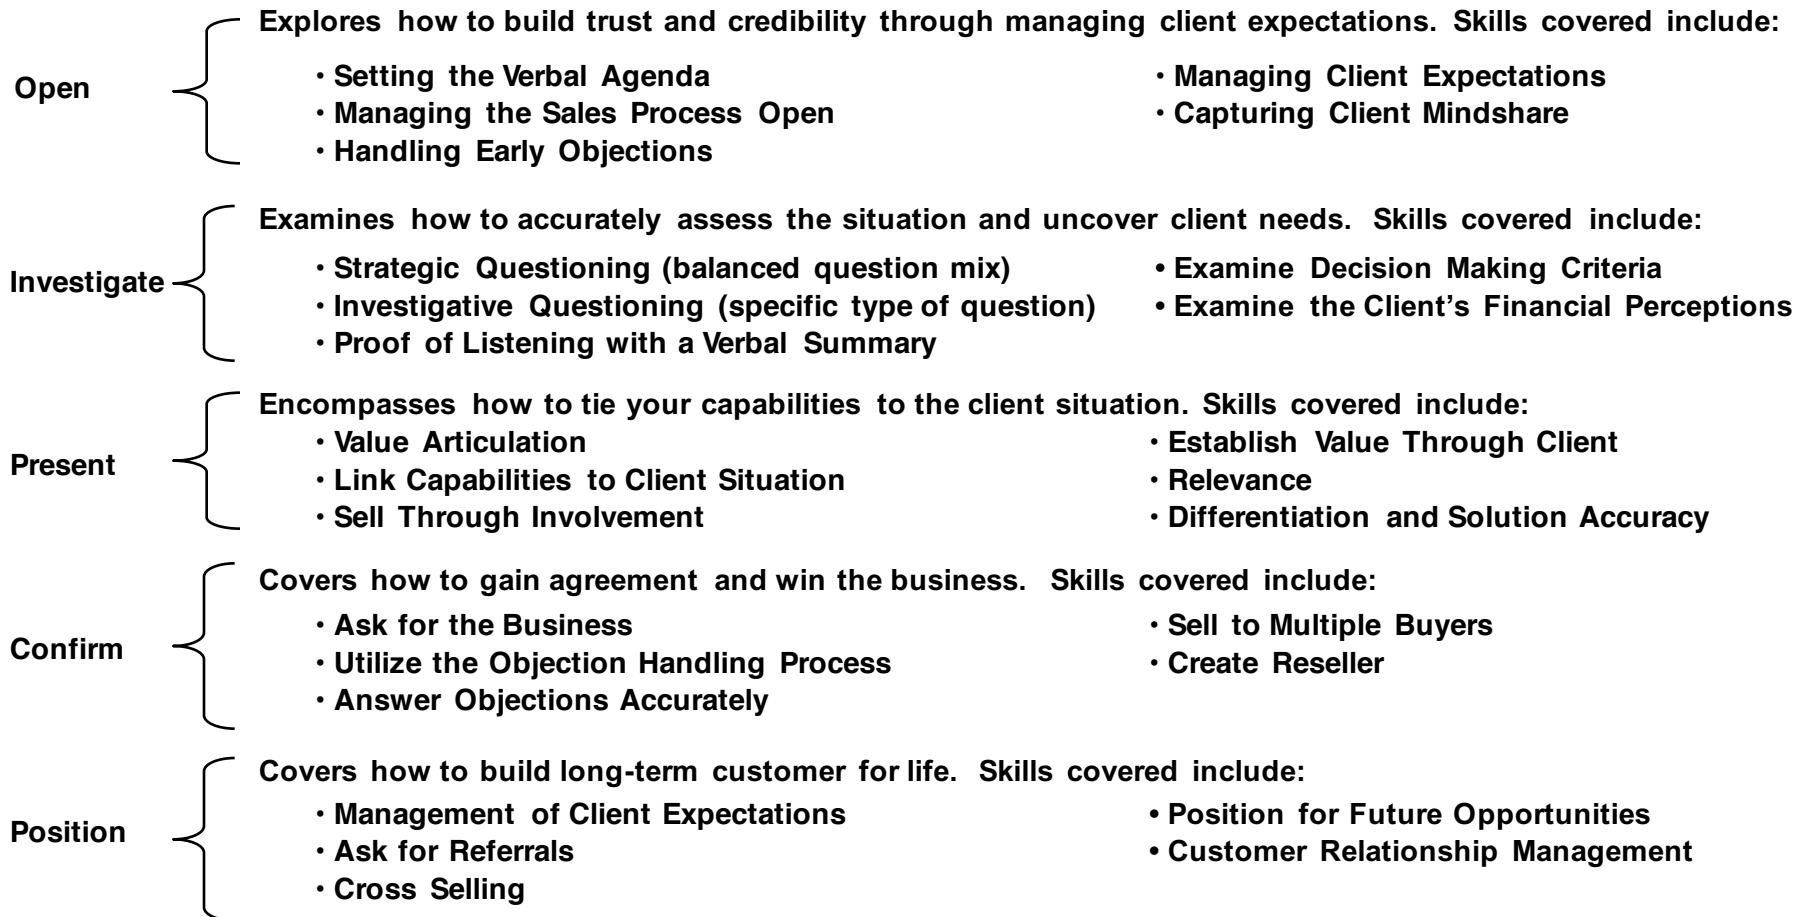 Open
Explores how to build trust and credibility through managing client expectations. Skills covered include:
• Setting the Verbal Agenda
• Managing the Sales Process Open
• Handling Early Objections
• Managing Client Expectations
• Capturing Client Mindshare
Investigate
Examines how to accurately assess the situation and uncover client needs. Skills covered include:
• Strategic Questioning (balanced question mix)
• Investigative Questioning (specific type of question)
• Proof of Listening with a Verbal Summary
• Examine Decision Making Criteria
• Examine the Client’s Financial Perceptions
Present
Encompasses how to tie your capabilities to the client situation. Skills covered include:
• Value Articulation
• Link Capabilities to Client Situation
• Sell Through Involvement
• Establish Value Through Client
• Relevance
• Differentiation and Solution Accuracy
Confirm
Covers how to gain agreement and win the business. Skills covered include:
• Ask for the Business
• Utilize the Objection Handling Process
• Answer Objections Accurately
• Sell to Multiple Buyers
• Create Reseller
Position
Covers how to build long-term customer for life. Skills covered include:
• Management of Client Expectations
• Ask for Referrals
• Cross Selling
• Position for Future Opportunities
• Customer Relationship Management